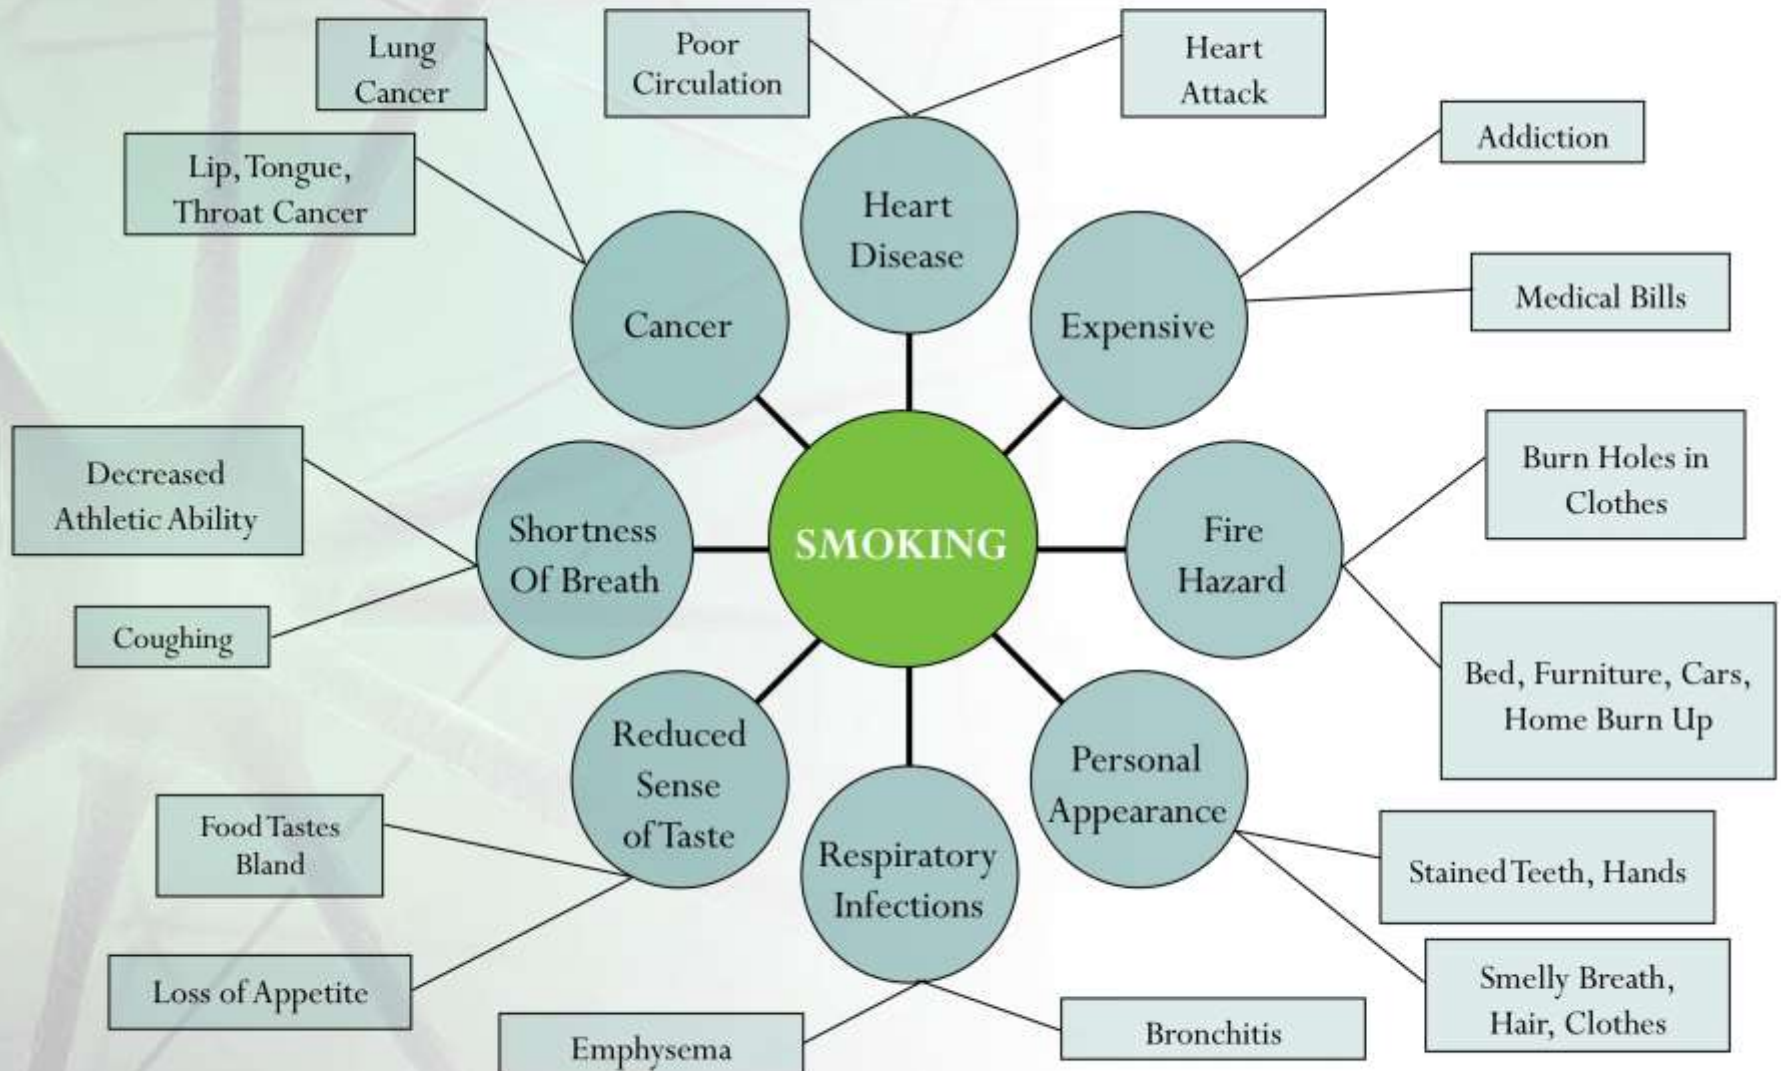 Lung
Cancer
Poor
Circulation
Heart
Attack
Addiction
Lip, Tongue,
Throat Cancer
Heart
Disease
Cancer
Expensive
Medical Bills
Decreased
Athletic Ability
Shortness
Of Breath
SMOKING
Fire
Hazard
Burn Holes in
Clothes
Coughing
Bed, Furniture, Cars,
Home Burn Up
Reduced
Sense
of Taste
Personal
Appearance
Food Tastes
Bland
Respiratory
Infections
Stained Teeth, Hands
Loss of Appetite
Smelly Breath,
Hair, Clothes
Emphysema
Bronchitis